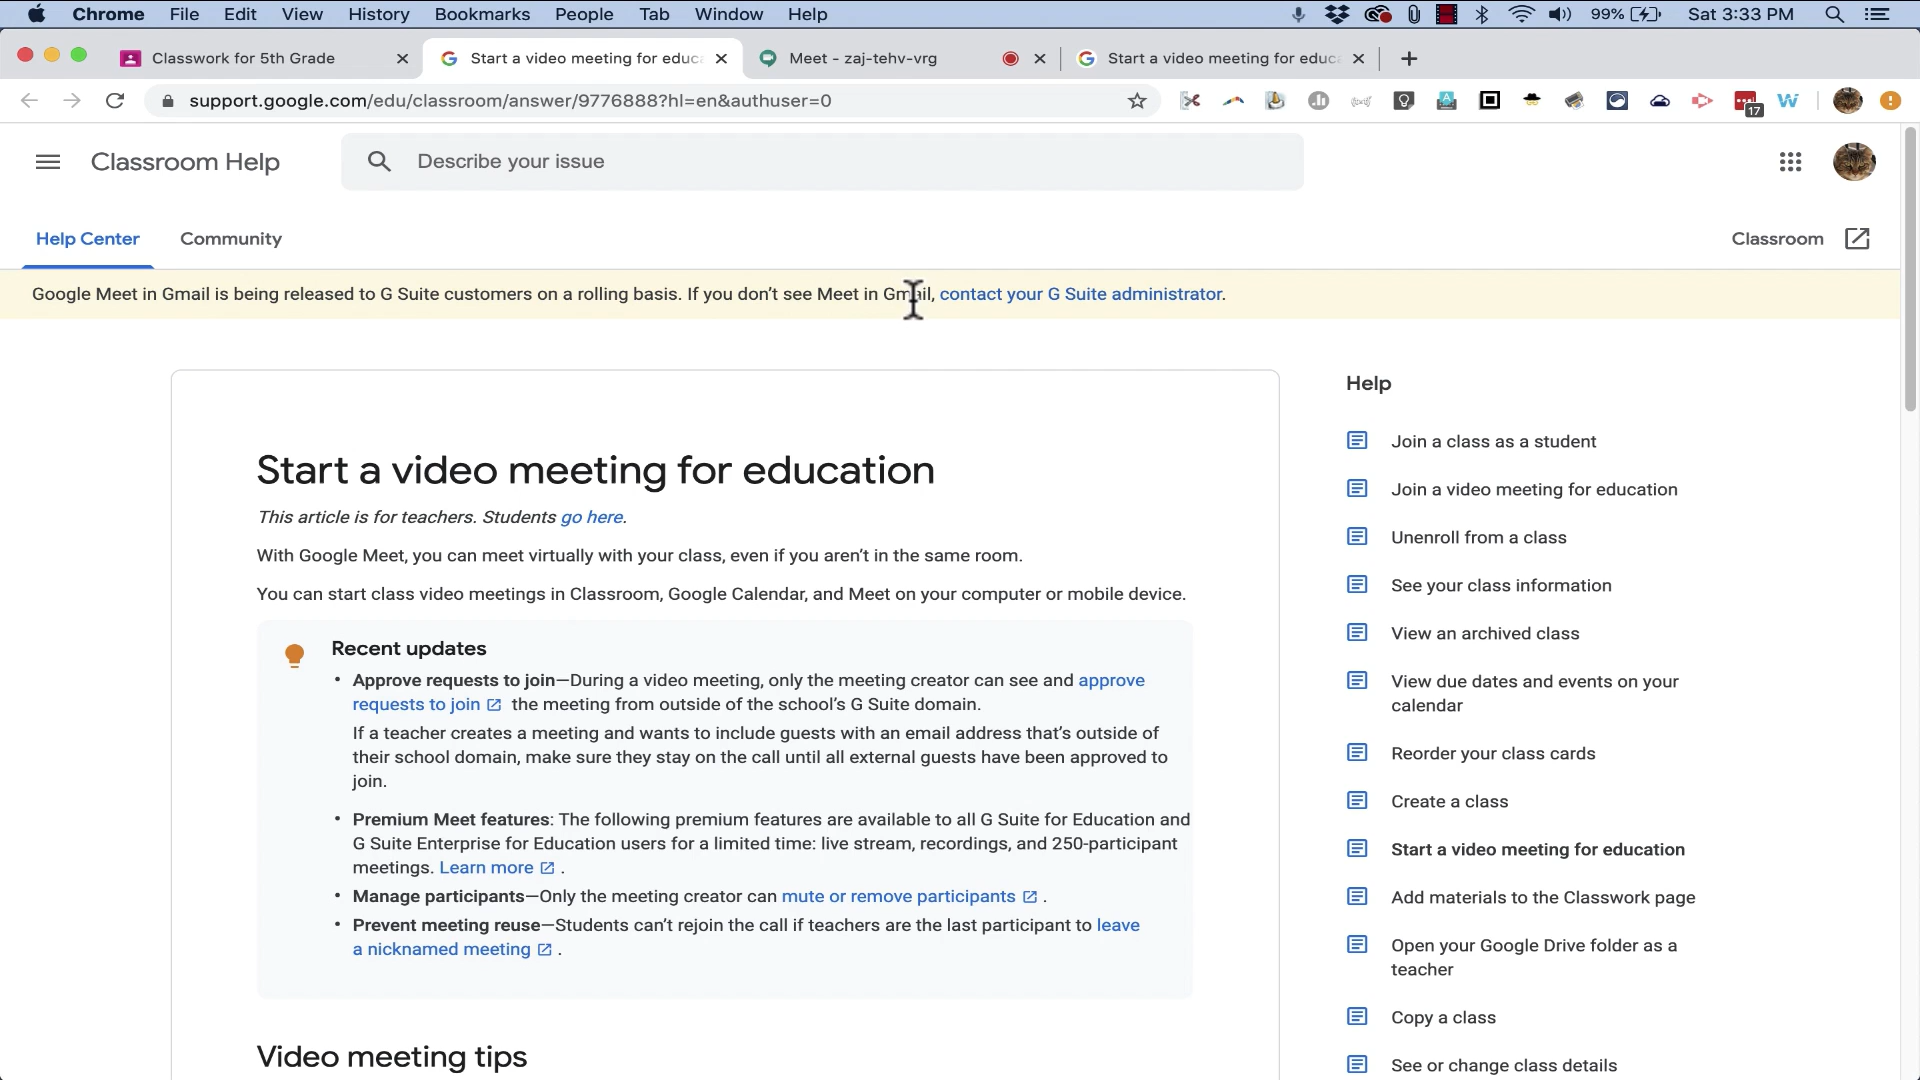 Chrome File Edit View History Bookmarks People Tab Window Help 99% Sat 3:33 PM
Classwork for 5th Grade
Start a video meeting for educ
Meet - zaj-tehv-vrg
Start a video meeting for educ
support.google.com/edu/classroom/answer/9776888?hl=en&authuser=0
17
W
Classroom Help
Describe your issue
Help Center Community
Classroom
Google Meet in Gmail is being released to G Suite customers on a rolling basis. If you don't see Meet in Gmail, contact your G Suite administrator.
Start a video meeting for education
This article is for teachers. Students go here.
With Google Meet, you can meet virtually with your class, even if you aren't in the same room.
You can start class video meetings in Classroom, Google Calendar, and Meet on your computer or mobile device.
Recent updates
• Approve requests to join—During a video meeting, only the meeting creator can see and approve
requests to join the meeting from outside of the school's G Suite domain.
If a teacher creates a meeting and wants to include guests with an email address that's outside of
their school domain, make sure they stay on the call until all external guests have been approved to
join.
• Premium Meet features: The following premium features are available to all G Suite for Education and
G Suite Enterprise for Education users for a limited time: live stream, recordings, and 250-participant
meetings. Learn more .
• Manage participants—Only the meeting creator can mute or remove participants .
• Prevent meeting reuse—Students can't rejoin the call if teachers are the last participant to leave
a nicknamed meeting .
Video meeting tips
Help
Join a class as a student
Join a video meeting for education
Unenroll from a class
See your class information
View an archived class
View due dates and events on your
calendar
Reorder your class cards
Create a class
Start a video meeting for education
Add materials to the Classwork page
Open your Google Drive folder as a
teacher
Copy a class
See or change class details